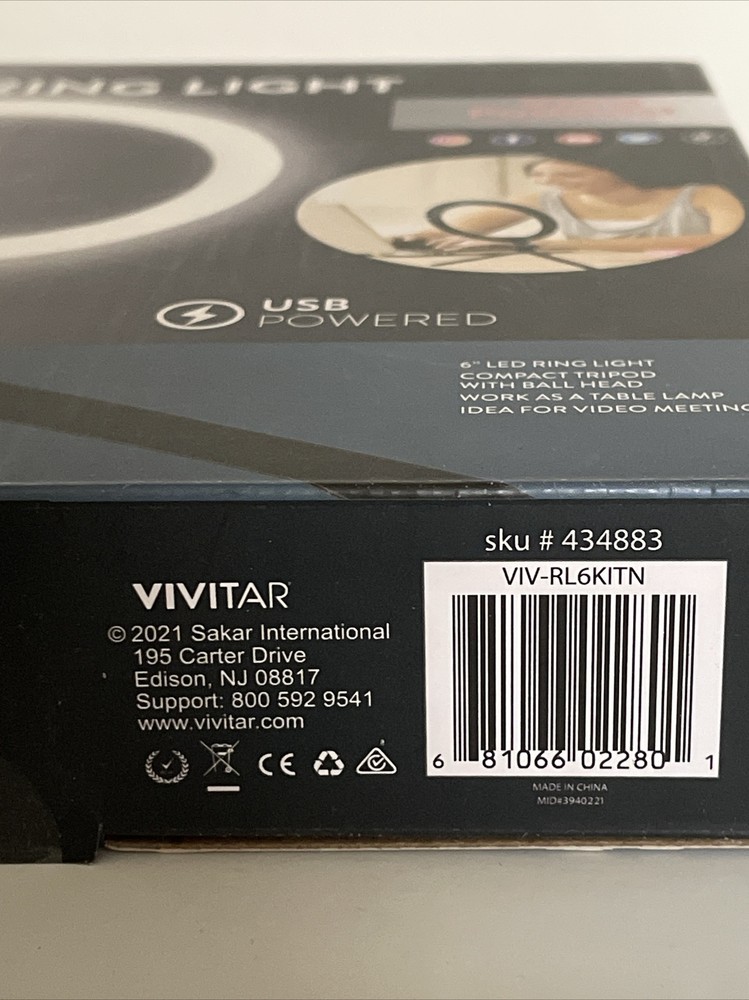 RING LIGHT
USB
POWERED
6" LED RING LIGHT
COMPACT TRIPOD
WITH BALL HEAD
WORK AS A TABLE LAMP
IDEA FOR VIDEO MEETING
sku # 434883
VIV-RL6KITN
6 81066 02280 1
MADE IN CHINA
MID#3940221
VIVITAR
© 2021 Sakar International
195 Carter Drive
Edison, NJ 08817
Support: 800 592 9541
www.vivitar.com
CE